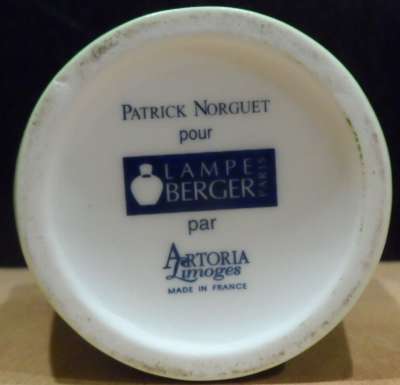 PATRICK NORGUET
pour
LAMPE
BERGER
PARIS
par
ARTORIA
Limoges
MADE IN FRANCE